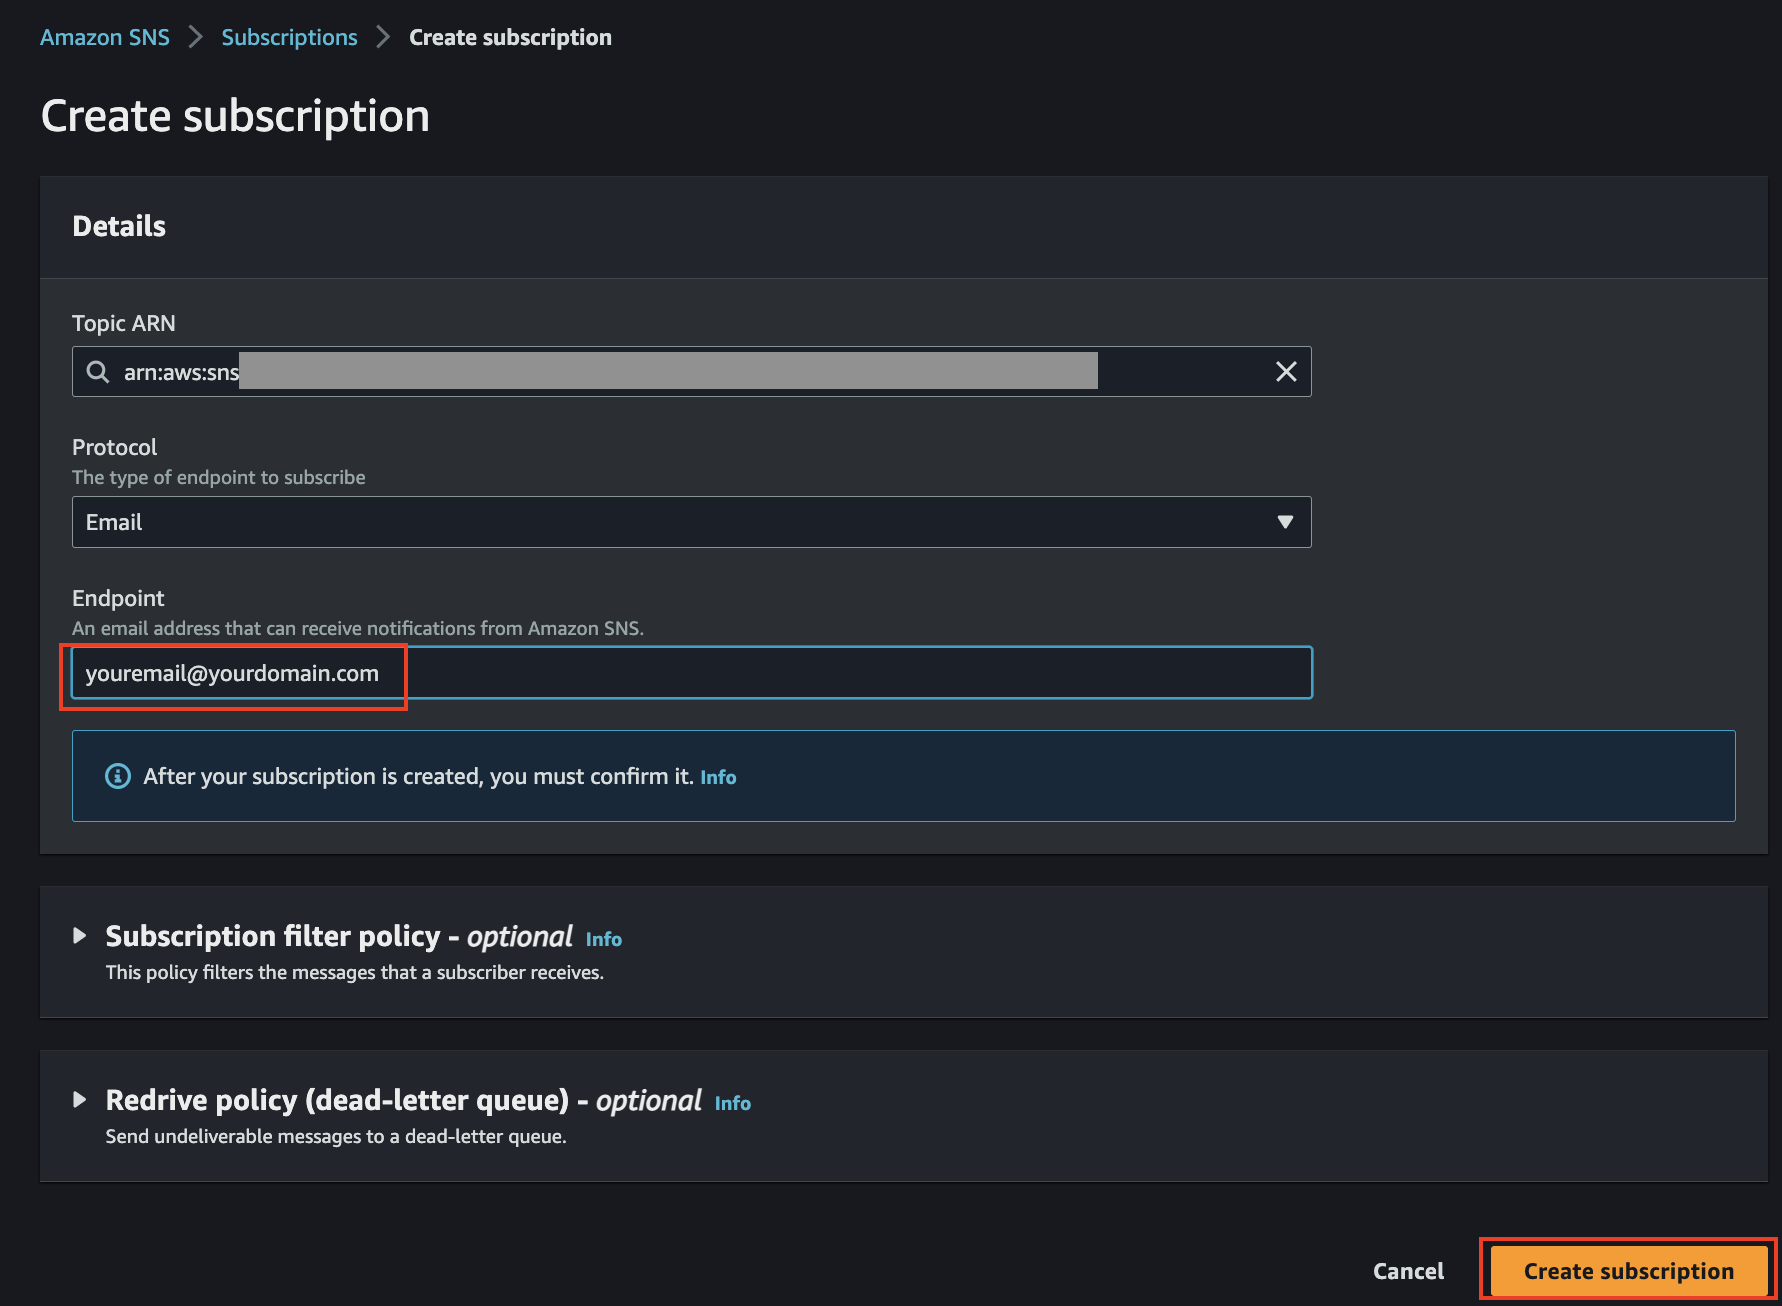 Amazon SNS > Subscriptions > Create subscription
Create subscription
Details
Topic ARN
arn:aws:sns
Protocol
The type of endpoint to subscribe
Email
Endpoint
An email address that can receive notifications from Amazon SNS.
youremail@yourdomain.com
After your subscription is created, you must confirm it. Info
Subscription filter policy - optional Info
This policy filters the messages that a subscriber receives.
Redrive policy (dead-letter queue) - optional Info
Send undeliverable messages to a dead-letter queue.
Cancel Create subscription